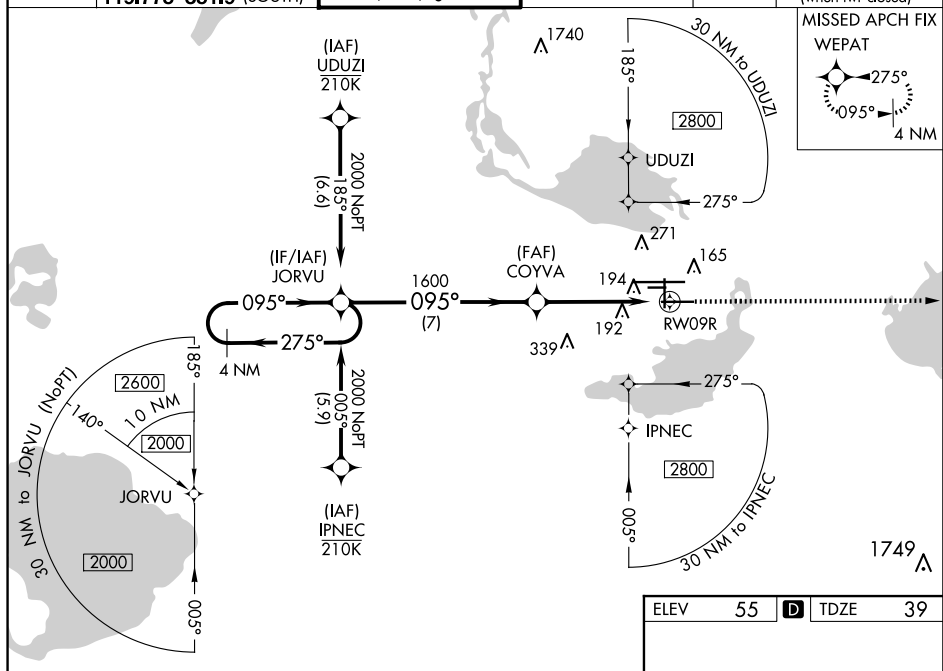 (SOUTH)
MISSED APCH FIX
WEPAT
275°
095°
4 NM
(IAF)
UDUZI
210K
1740
185°
30 NM to UDUZI
2800
UDUZI
275°
2000 NoPT
185°
(6.6)
271
165
(IF/IAF)
JORVU
(FAF)
COYVA
194
1600
095°
(7)
095°
192
RW09R
275°
339
4 NM
185°
2600
10 NM
140°
2000
30 NM to JORVU (NoPT)
JORVU
2000
005°
2000 NoPT
005°
(5.9)
(IAF)
IPNEC
210K
275°
IPNEC
2800
005°
30 NM to IPNEC
1749
ELEV 55 D TDZE 39